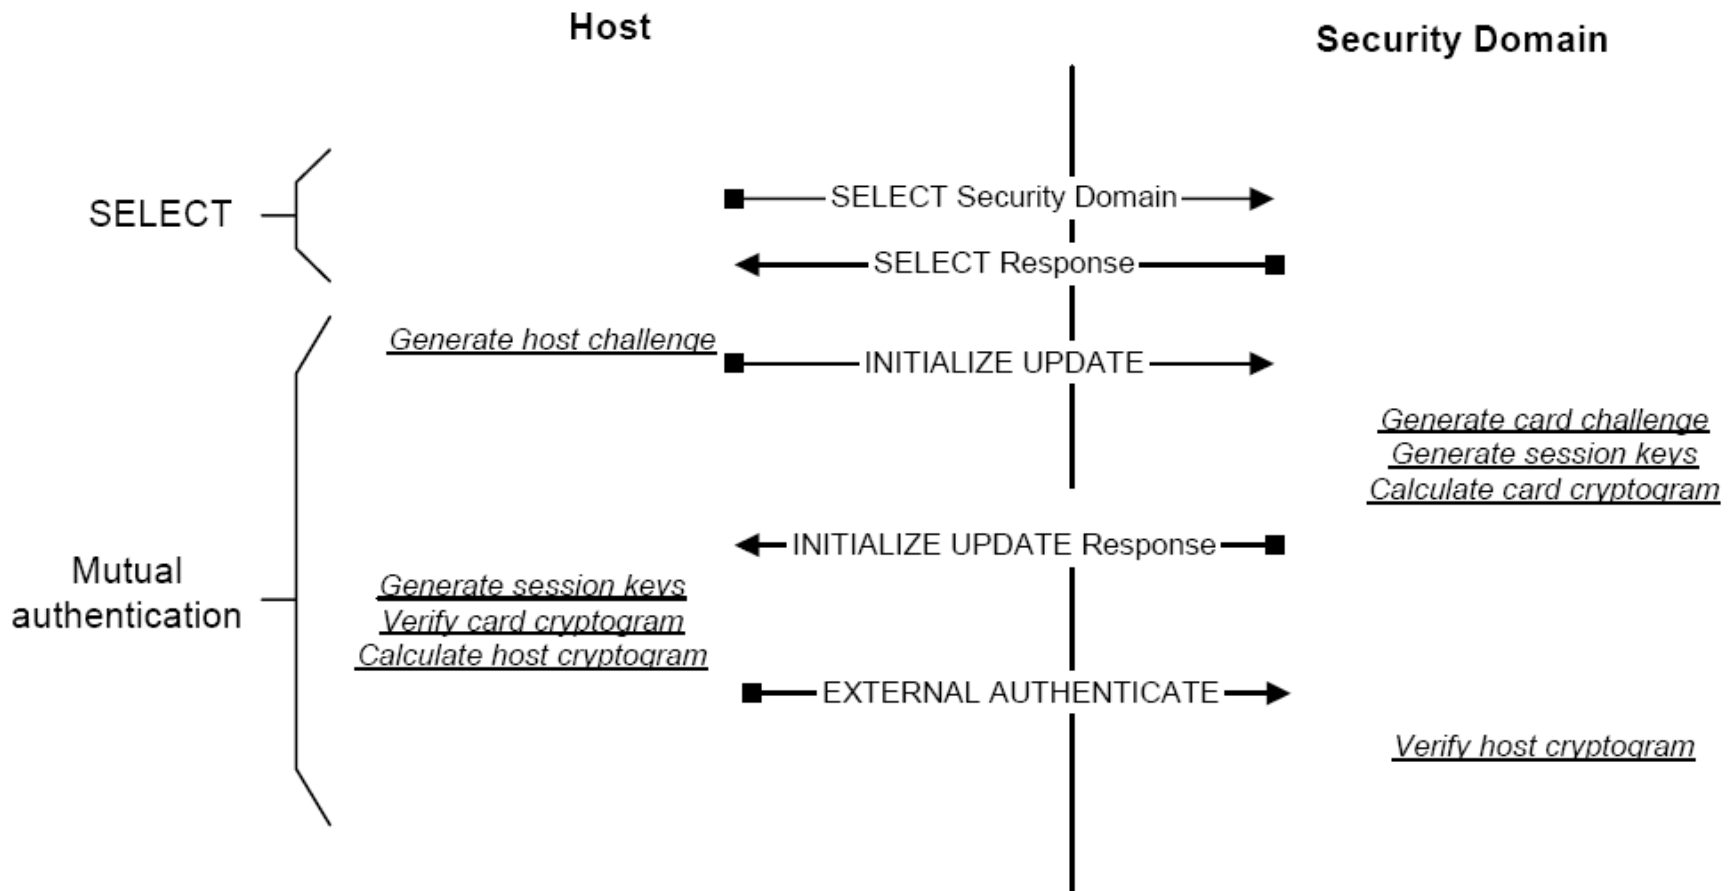 Host
Security Domain
SELECT
SELECT Security Domain
SELECT Response
Generate host challenge
INITIALIZE UPDATE
Generate card challenge
Generate session keys
Calculate card cryptogram
INITIALIZE UPDATE Response
Mutual
authentication
Generate session keys
Verify card cryptogram
Calculate host cryptogram
EXTERNAL AUTHENTICATE
Verify host cryptogram